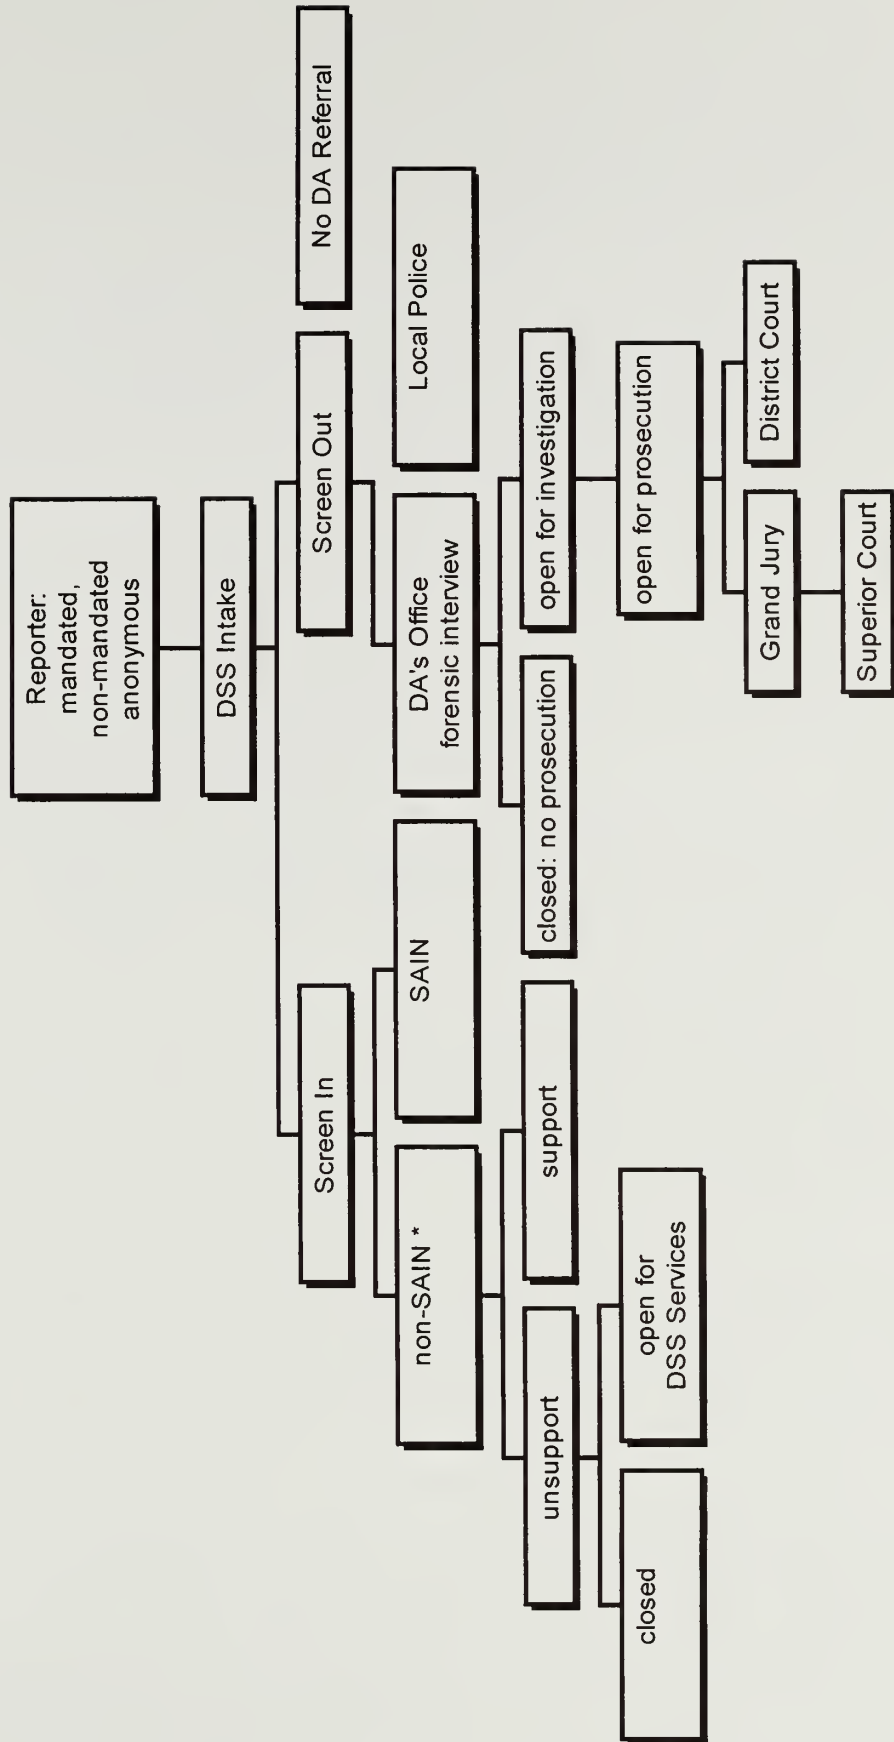 Reporter:
mandated,
non-mandated
anonymous
DSS Intake
Screen In
Screen Out
No DA Referral
non-SAIN *
SAIN
DA's Office
forensic interview
Local Police
unsupport
support
closed: no prosecution
open for investigation
closed
open for
DSS Services
open for prosecution
Grand Jury
District Court
Superior Court